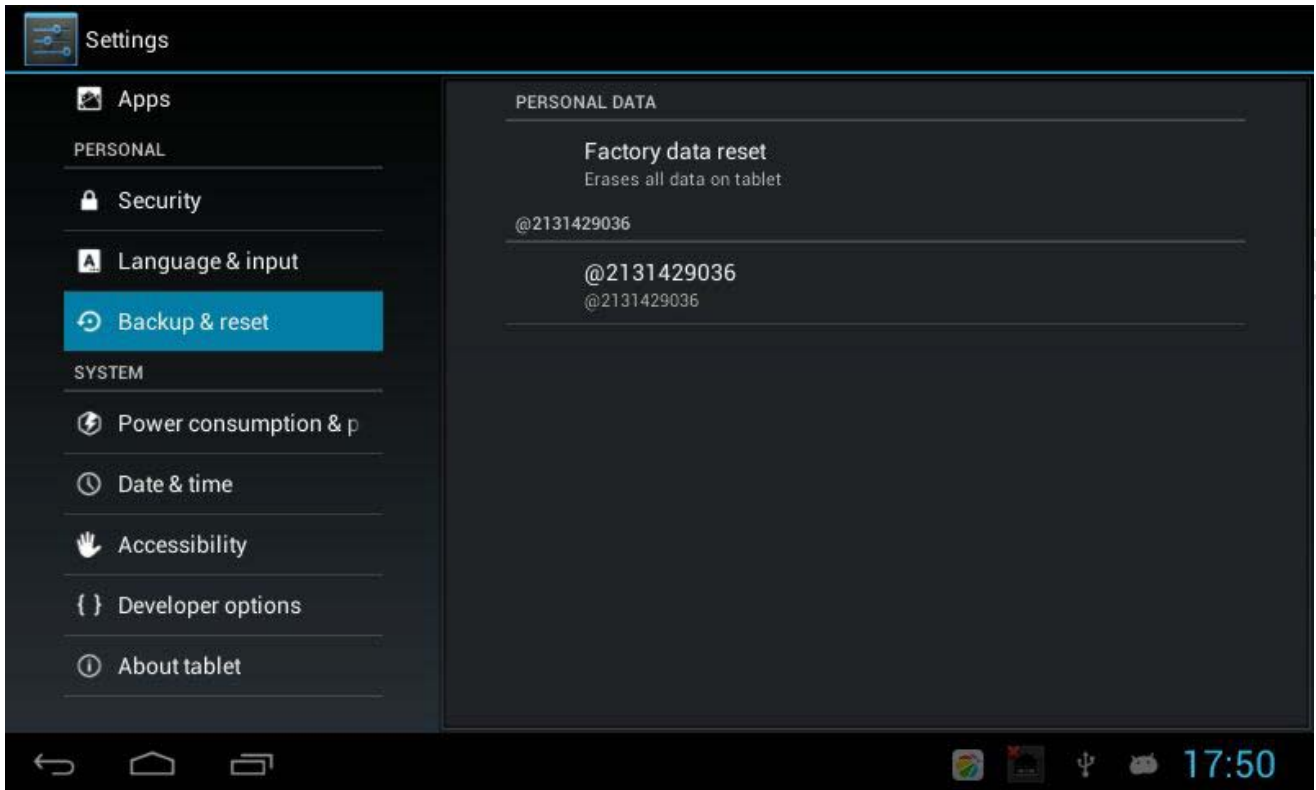 Settings
Apps
PERSONAL
Security
Language & input
Backup & reset
SYSTEM
Power consumption & p
Date & time
Accessibility
{ } Developer options
About tablet
PERSONAL DATA
Factory data reset
Erases all data on tablet
@2131429036
@2131429036
@2131429036
17:50